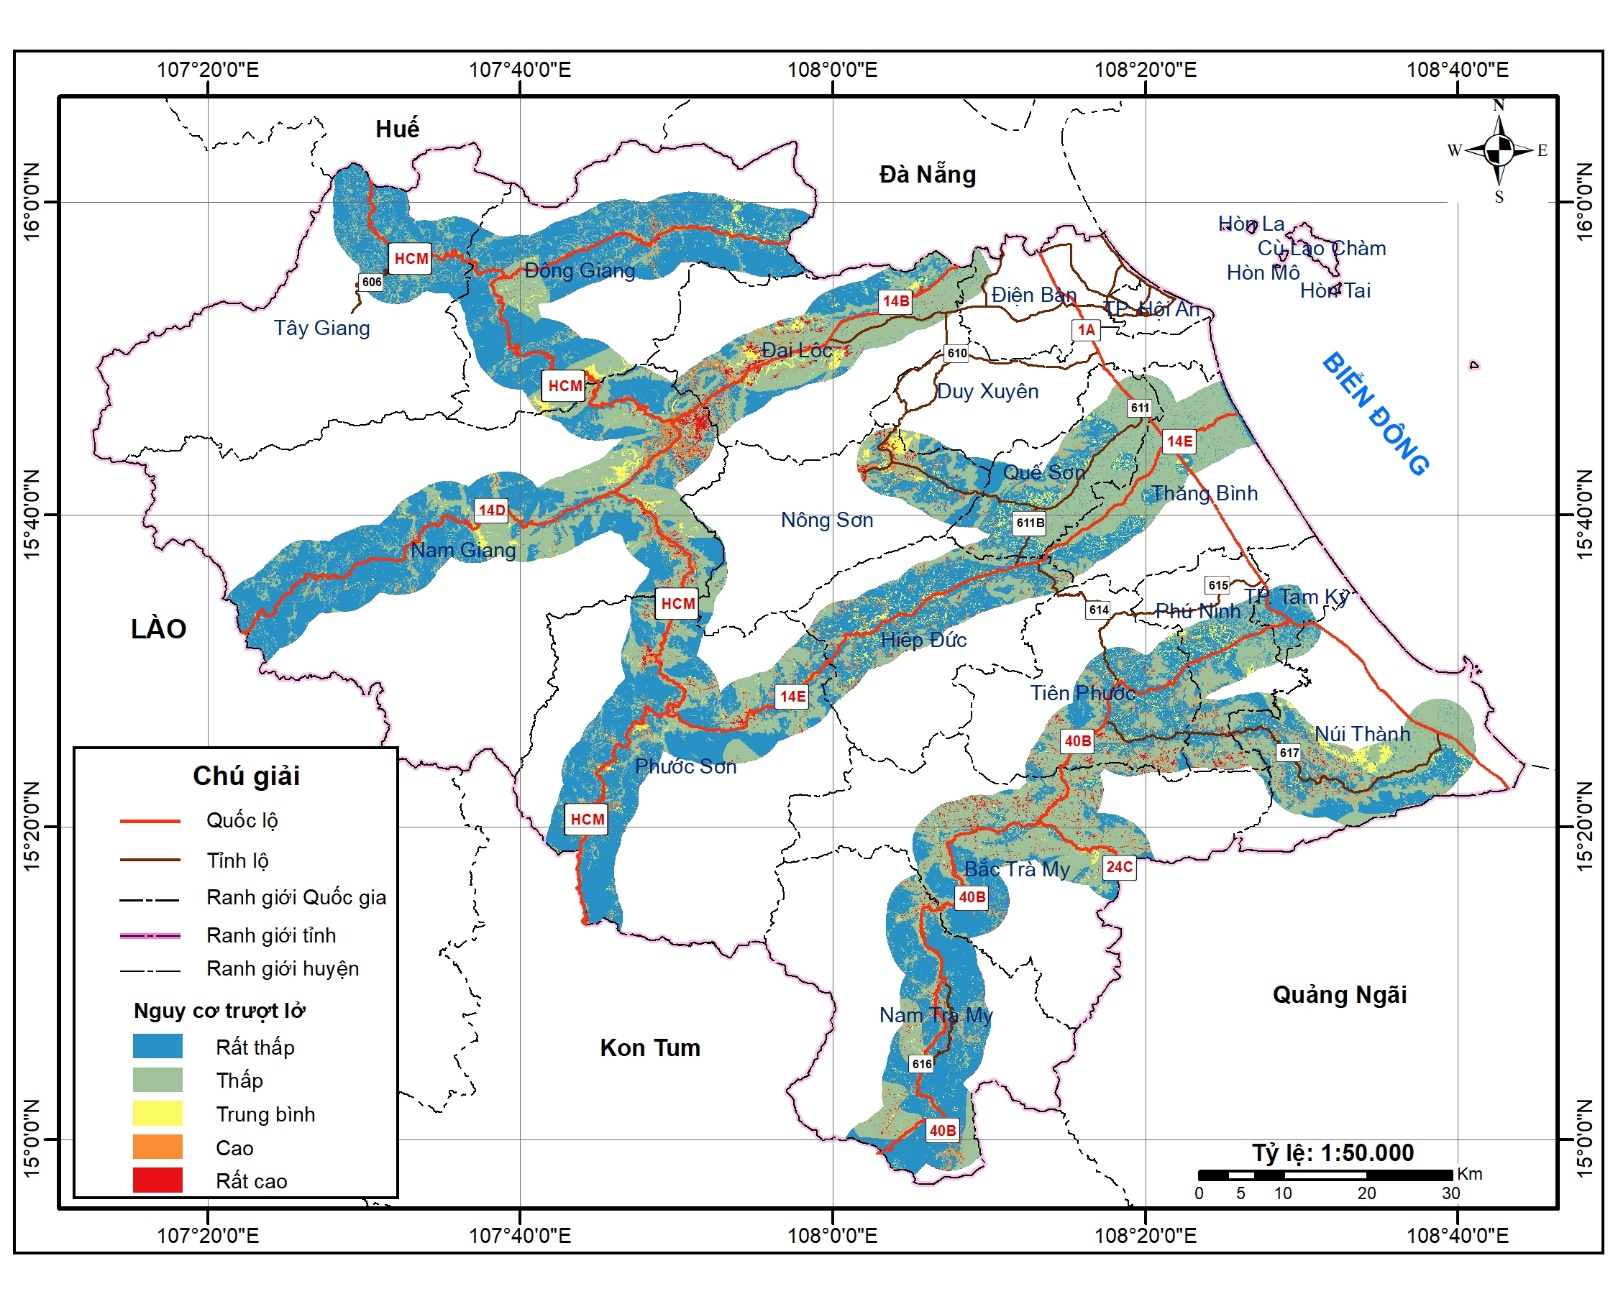 107°20'0"E
107°40'0"E
108°0'0"E
108°20'0"E
108°40'0"E
Huế
Đà Nẵng
N
W
E
S
16°0'0"N
16°0'0"N
Hòn La
Cù Lao Chàm
Hòn Mô
Hòn Tai
HCM
606
Đông Giang
Tây Giang
14B
Điện Bàn
TP. Hội An
1A
Đại Lộc
610
BIỂN ĐÔNG
HCM
Duy Xuyên
611
14E
Quế Sơn
Thăng Bình
15°40'0"N
15°40'0"N
14D
Nông Sơn
611B
Nam Giang
HCM
615
TP. Tam Kỳ
614
Phú Ninh
LÀO
Hiệp Đức
14E
Tiên Phước
40B
Núi Thành
617
Phước Sơn
HCM
15°20'0"N
15°20'0"N
Bắc Trà My
24C
40B
Quảng Ngãi
Nam Trà My
Kon Tum
616
40B
15°0'0"N
15°0'0"N
Chú giải
Quốc lộ
Tỉnh lộ
Ranh giới Quốc gia
Ranh giới tỉnh
Ranh giới huyện
Nguy cơ trượt lở
Rất thấp
Thấp
Trung bình
Cao
Rất cao
Tỷ lệ: 1:50.000
Km
0 5 10 20 30
107°20'0"E
107°40'0"E
108°0'0"E
108°20'0"E
108°40'0"E